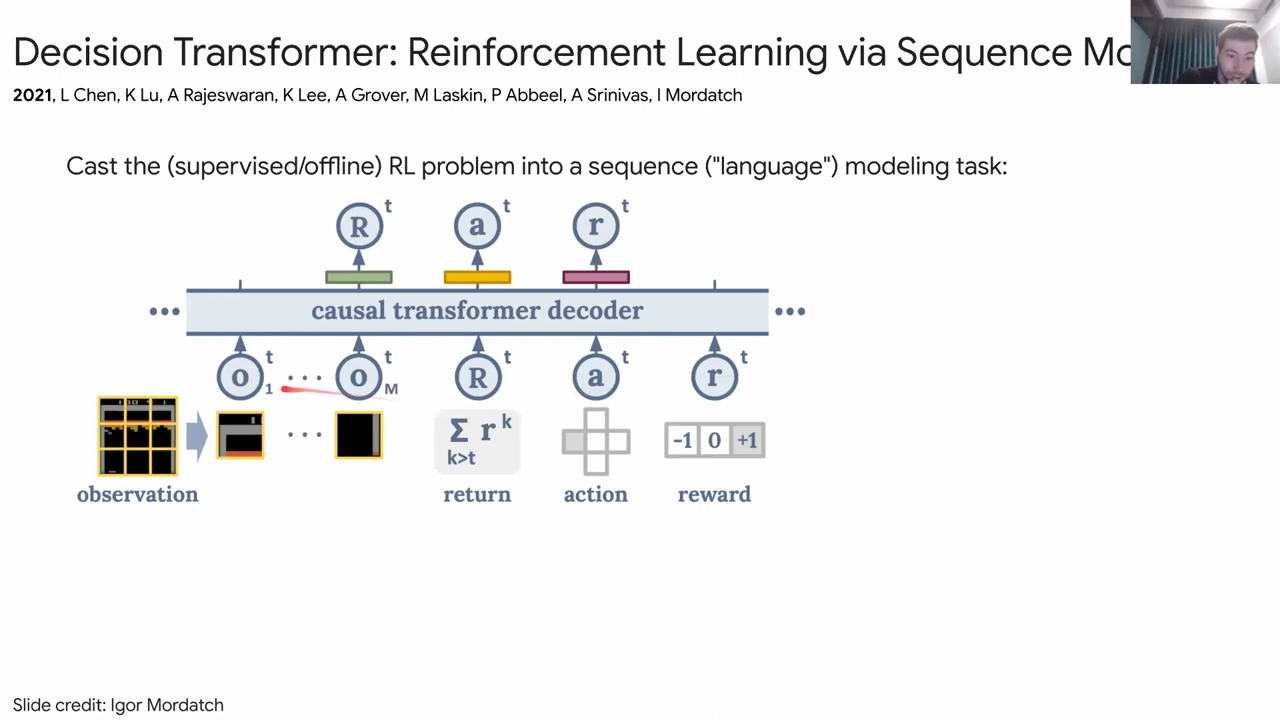 Decision Transformer: Reinforcement Learning via Sequence
2021, L Chen, K Lu, A Rajeswaran, K Lee, A Grover, M Laskin, P Abbeel, A Srinivas, I Mordatch
Cast the (supervised/offline) RL problem into a sequence ("language") modeling task:
R t a t r t
••• causal transformer decoder •••
o t 1 ··· o t M R t a t r t
··· Σ r k k>t -1 0 +1
observation return action reward
Slide credit: Igor Mordatch